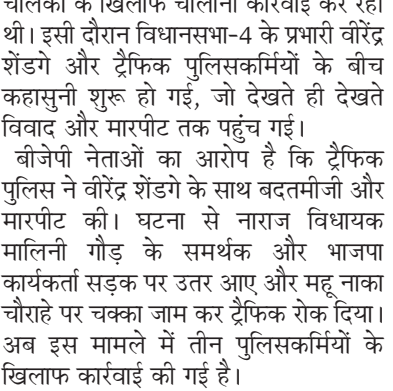 चालकों के खिलाफ चालानी कार्रवाई कर रही
थी। इसी दौरान विधानसभा-4 के प्रभारी वीरेंद्र
शेंडगे और ट्रैफिक पुलिसकर्मियों के बीच
कहासुनी शुरू हो गई, जो देखते ही देखते
विवाद और मारपीट तक पहुंच गई।
बीजेपी नेताओं का आरोप है कि ट्रैफिक
पुलिस ने वीरेंद्र शेंडगे के साथ बदतमीजी और
मारपीट की। घटना से नाराज विधायक
मालिनी गौड़ के समर्थक और भाजपा
कार्यकर्ता सड़क पर उतर आए और महू नाका
चौराहे पर चक्का जाम कर ट्रैफिक रोक दिया।
अब इस मामले में तीन पुलिसकर्मियों के
खिलाफ कार्रवाई की गई है।